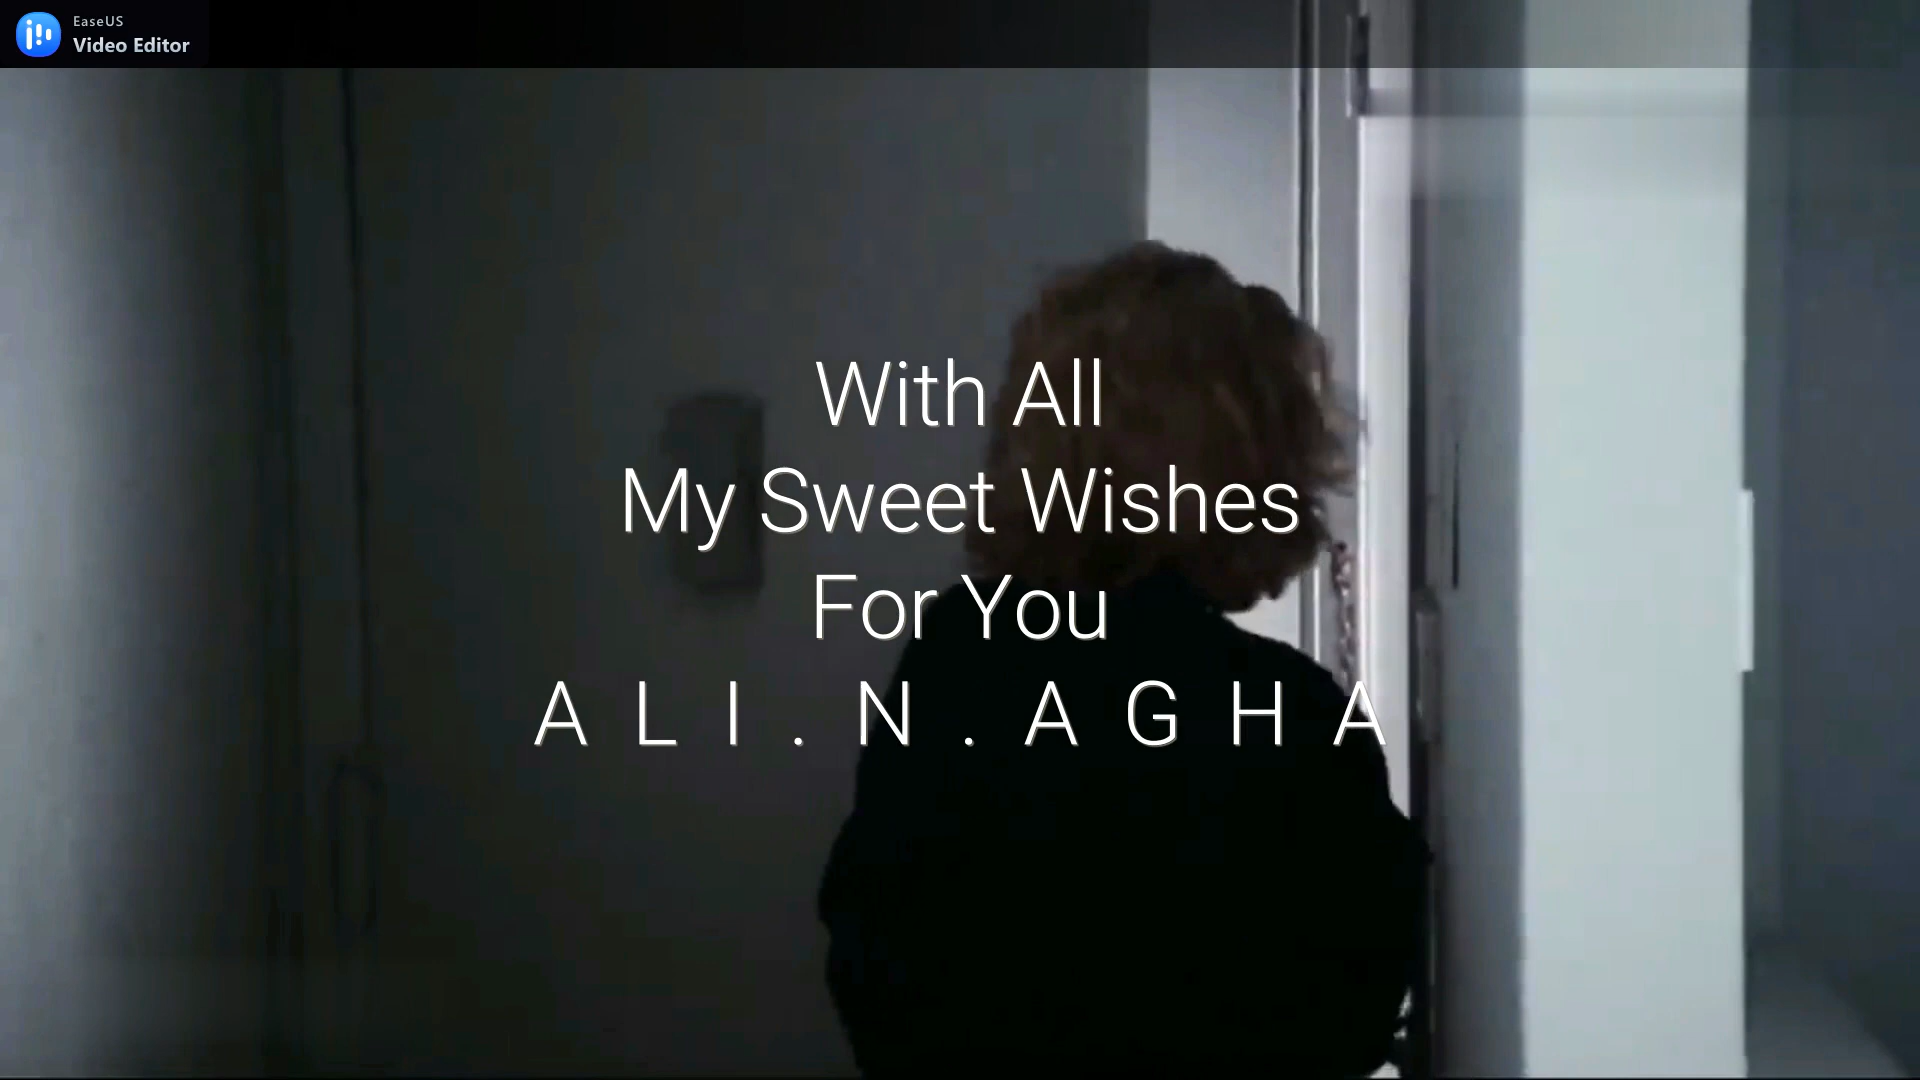 EaseUS
Video Editor
With All
My Sweet Wishes
For You
A L I . N . A G H A